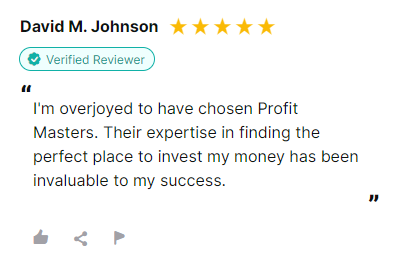 David M. Johnson
Verified Reviewer
“
I'm overjoyed to have chosen Profit
Masters. Their expertise in finding the
perfect place to invest my money has been
invaluable to my success.
”